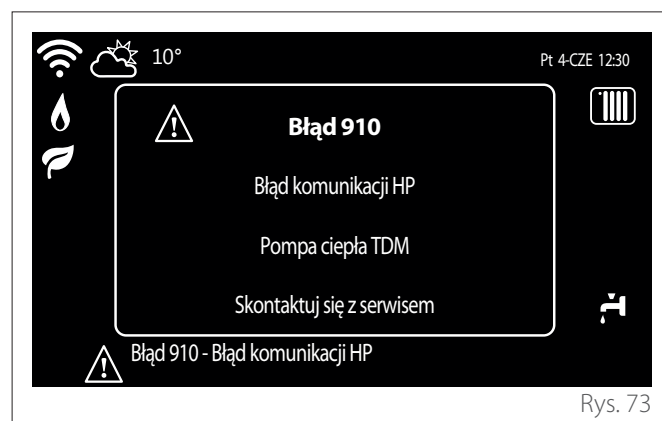 10°
Pt 4-CZE 12:30
Błąd 910
Błąd komunikacji HP
Pompa ciepła TDM
Skontaktuj się z serwisem
Błąd 910 - Błąd komunikacji HP
Rys. 73